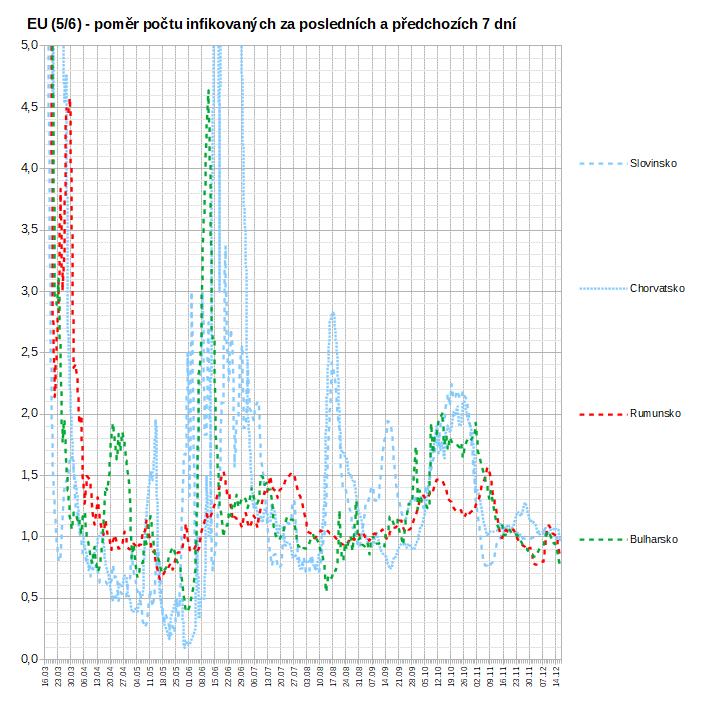 EU (5/6) - poměr počtu infikovaných za posledních a předchozích 7 dní
5,0
4,5
4,0
3,5
3,0
2,5
2,0
1,5
1,0
0,5
0,0
Slovinsko
Chorvatsko
Rumunsko
Bulharsko
16.03 23.03 30.03 06.04 13.04 20.04 27.04 04.05 11.05 18.05 25.05 01.06 08.06 15.06 22.06 29.06 06.07 13.07 20.07 27.07 03.08 10.08 17.08 24.08 31.08 07.09 14.09 21.09 28.09 05.10 12.10 19.10 26.10 02.11 09.11 16.11 23.11 30.11 07.12 14.12